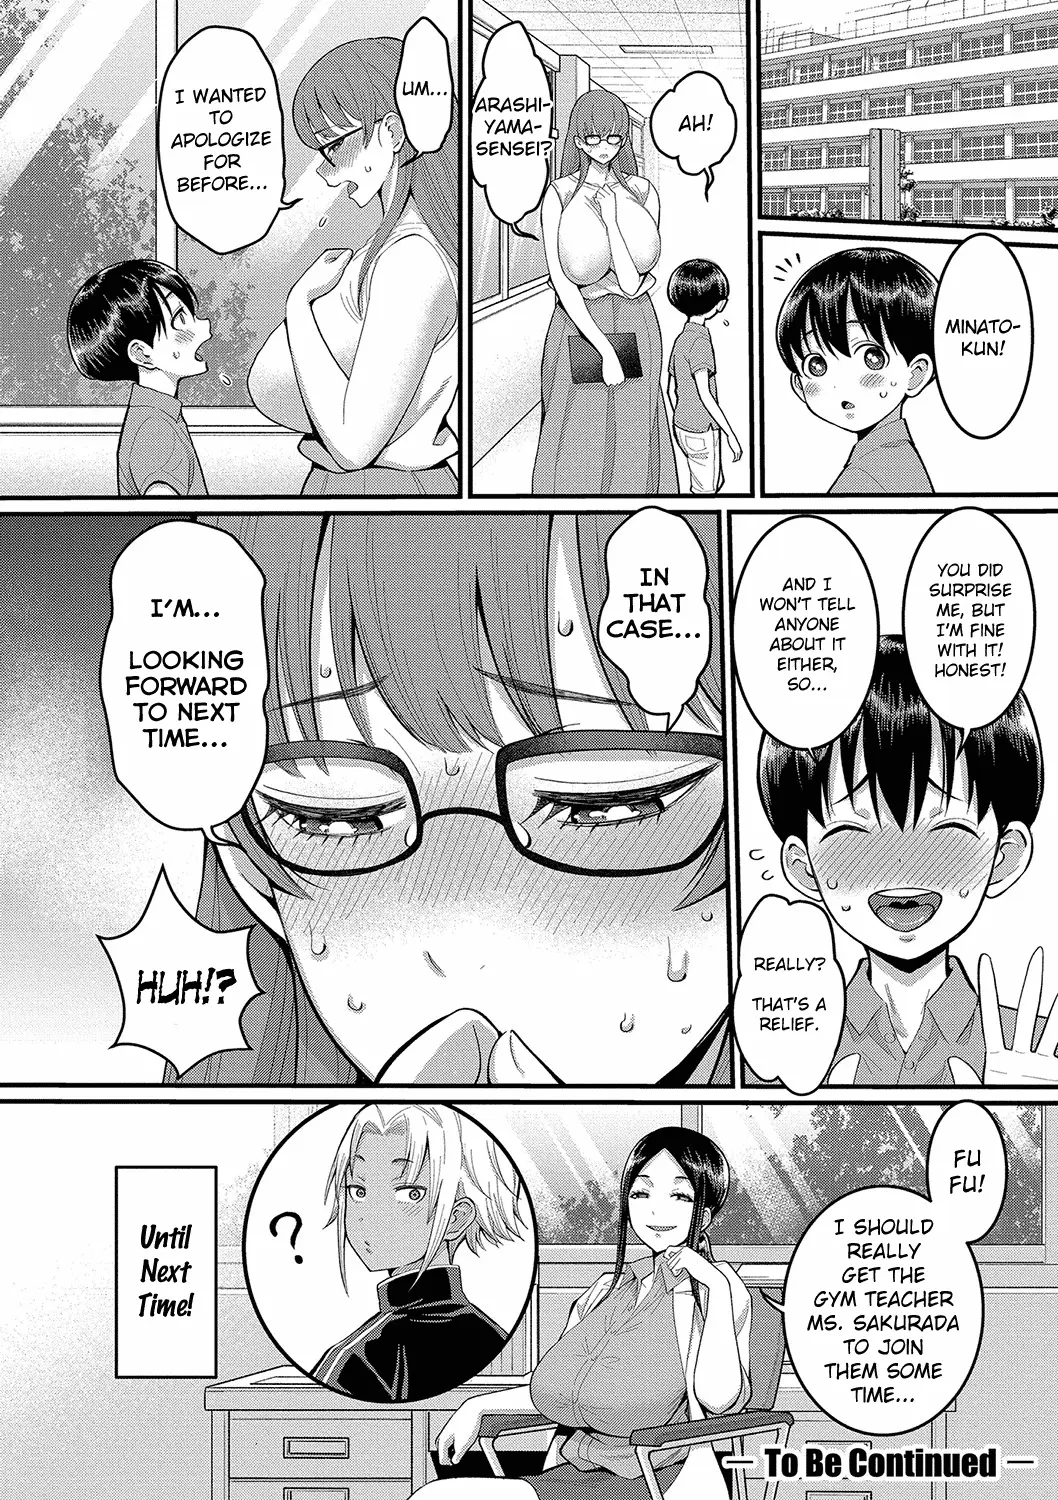 MINATO-
KUN!
AH!
ARASHI-
YAMA-
SENSEI?
UM...
I WANTED
TO
APOLOGIZE
FOR
BEFORE...
YOU DID
SURPRISE
ME, BUT
I'M FINE
WITH IT!
HONEST!
AND I
WON'T TELL
ANYONE
ABOUT IT
EITHER,
SO...
REALLY?
THAT'S A
RELIEF.
IN
THAT
CASE...
I'M...
LOOKING
FORWARD
TO NEXT
TIME...
HUH!?
FU
FU!
I SHOULD
REALLY
GET THE
GYM TEACHER
MS. SAKURADA
TO JOIN
THEM SOME
TIME...
?
Until
Next
Time!
— To Be Continued —